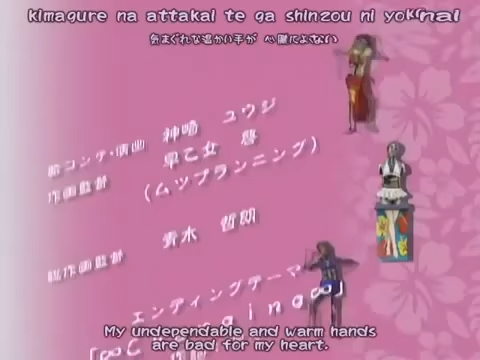 kimagure na attakai te ga shinzou ni yokunai
気まぐれな温かい手が 心臓によくない
絵コンテ・演出 神崎 ユウジ
作画監督 早乙女 啓
(ムツプランニング)
総作画監督 青木 哲朗
エンディングテーマ
My undependable and warm hands
are bad for my heart.